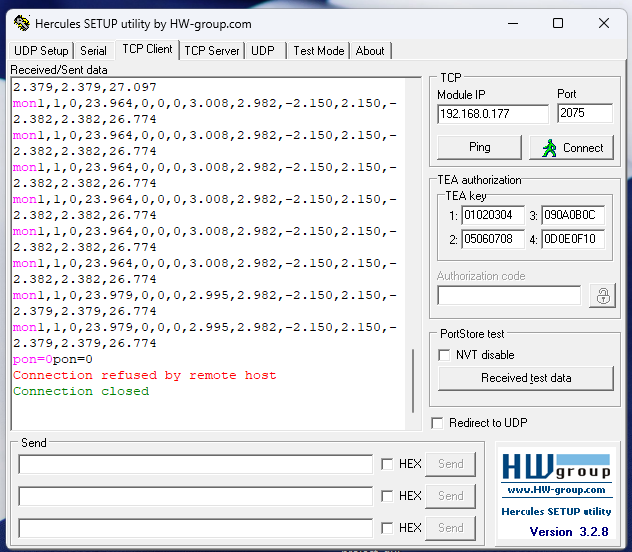 Hercules SETUP utility by HW-group.com
UDP Setup Serial TCP Client TCP Server UDP Test Mode About
Received/Sent data
2.379,2.379,27.097
mon1,1,0,23.964,0,0,0,3.008,2.982,-2.150,2.150,-
2.382,2.382,26.774
mon1,1,0,23.964,0,0,0,3.008,2.982,-2.150,2.150,-
2.382,2.382,26.774
mon1,1,0,23.964,0,0,0,3.008,2.982,-2.150,2.150,-
2.382,2.382,26.774
mon1,1,0,23.964,0,0,0,3.008,2.982,-2.150,2.150,-
2.382,2.382,26.774
mon1,1,0,23.964,0,0,0,3.008,2.982,-2.150,2.150,-
2.382,2.382,26.774
mon1,1,0,23.964,0,0,0,3.008,2.982,-2.150,2.150,-
2.382,2.382,26.774
mon1,1,0,23.979,0,0,0,2.995,2.982,-2.150,2.150,-
2.379,2.379,26.774
mon1,1,0,23.979,0,0,0,2.995,2.982,-2.150,2.150,-
2.379,2.379,26.774
pon=0pon=0
Connection refused by remote host
Connection closed
TCP
Module IP Port
192.168.0.177 2075
Ping Connect
TEA authorization
TEA key
1: 01020304 3: 090A0B0C
2: 05060708 4: 0D0E0F10
Authorization code
PortStore test
NVT disable
Received test data
Redirect to UDP
Send
HEX Send
HEX Send
HEX Send
HW group
www.HW-group.com
Hercules SETUP utility
Version 3.2.8